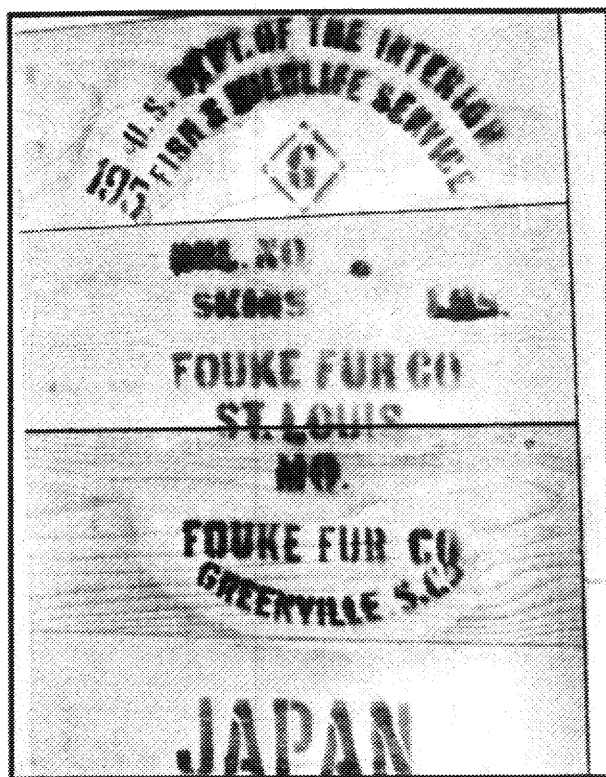 U.S. DEPT. OF THE INTERIOR
FISH & WILDLIFE SERVICE
195
G
BBL. NO
SKINS LBS.
FOUKE FUR CO
ST. LOUIS
MO.
FOUKE FUR CO
GREENVILLE S.C.
JAPAN